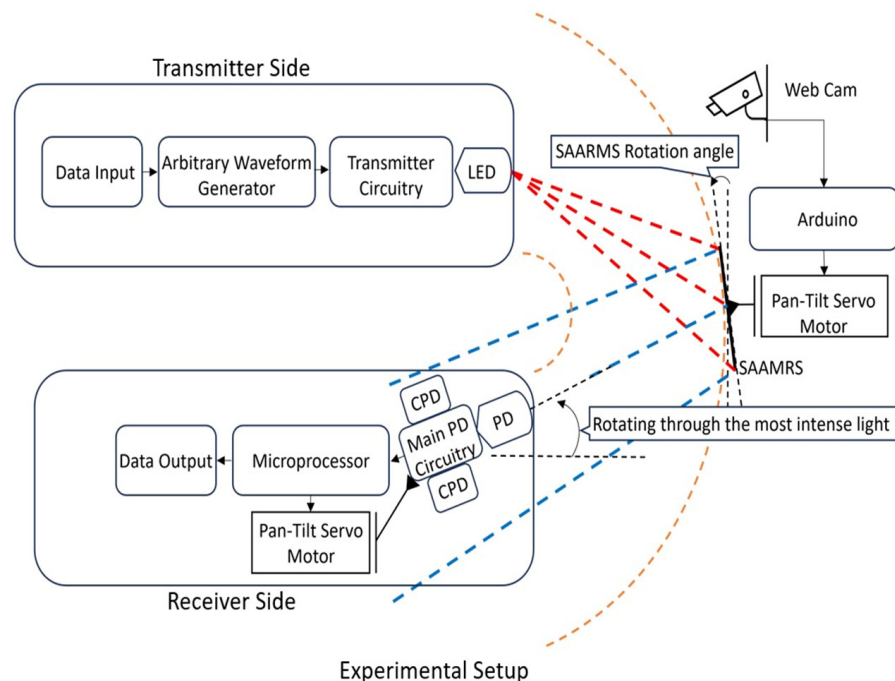 Transmitter Side
Web Cam
SAARMS Rotation angle
Data Input
Arbitrary Waveform
Generator
Transmitter
Circuitry
LED
Arduino
Pan-Tilt Servo
Motor
SAAMRS
CPD
PD
Main PD
Circuitry
CPD
Rotating through the most intense light
Data Output
Microprocessor
Pan-Tilt Servo
Motor
Receiver Side
Experimental Setup